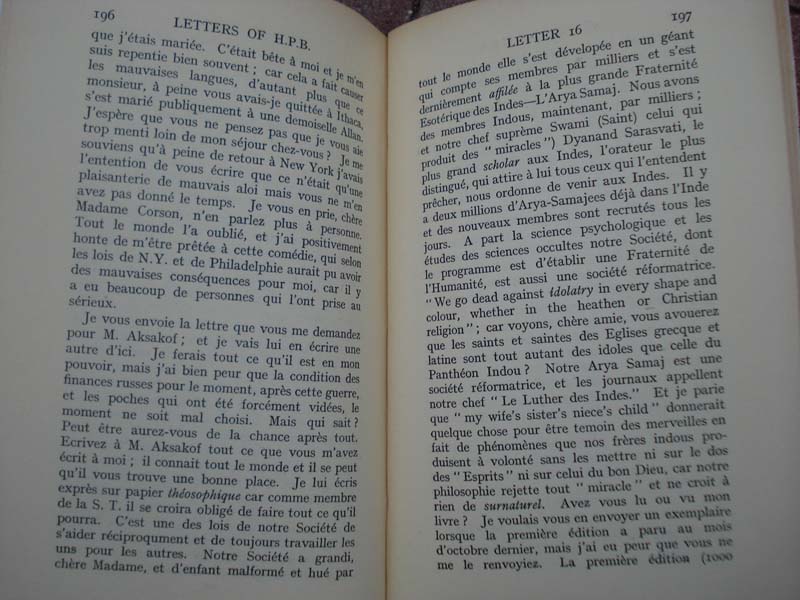 196
LETTERS OF H.P.B.
que j'étais mariée. C'était bête à moi et je m'en
suis repentie bien souvent ; car cela a fait causer
les mauvaises langues, d'autant plus que ce
monsieur, à peine vous avais-je quittée à Ithaca,
s'est marié publiquement à une demoiselle Allan.
J'espère que vous ne pensez pas que je vous aie
trop menti loin de mon séjour chez-vous ? Je me
souviens qu'à peine de retour à New York j'avais
l'entention de vous écrire que ce n'était qu'une
plaisanterie de mauvais aloi mais vous ne m'en
avez pas donné le temps. Je vous en prie, chère
Madame Corson, n'en parlez plus à personne.
Tout le monde l'a oublié, et j'ai positivement
honte de m'être prêtée à cette comédie, qui selon
les lois de N.Y. et de Philadelphie aurait pu avoir
des mauvaises conséquences pour moi, car il y
a eu beaucoup de personnes qui l'ont prise au
sérieux.
Je vous envoie la lettre que vous me demandez
pour M. Aksakof ; et je vais lui en écrire une
autre d'ici. Je ferais tout ce qu'il est en mon
pouvoir, mais j'ai bien peur que la condition des
finances russes pour le moment, après cette guerre,
et les poches qui ont été forcément vidées, le
moment ne soit mal choisi. Mais qui sait ?
Peut être aurez-vous de la chance après tout.
Ecrivez à M. Aksakof tout ce que vous m'avez
écrit à moi ; il connait tout le monde et il se peut
qu'il vous trouve une bonne place. Je lui écris
exprès sur papier théosophique car comme membre
de la S. T. il se croira obligé de faire tout ce qu'il
pourra. C'est une des lois de notre Société de
s'aider réciproqument et de toujours travailler les
uns pour les autres. Notre Société a grandi,
chère Madame, et d'enfant malformé et hué par
LETTER 16
197
tout le monde elle s'est dévelopée en un géant
qui compte ses membres par milliers et s'est
dernièrement affilée à la plus grande Fraternité
Esotérique des Indes—L'Arya Samaj. Nous avons
des membres Indous, maintenant, par milliers ;
et notre chef suprême Swami (Saint) celui qui
produit des " miracles ") Dyanand Sarasvati, le
plus grand scholar aux Indes, l'orateur le plus
distingué, qui attire à lui tous ceux qui l'entendent
prêcher, nous ordonne de venir aux Indes. Il y
a deux millions d'Arya-Samajees déjà dans l'Inde
et des nouveaux membres sont recrutés tous les
jours. A part la science psychologique et les
études des sciences occultes notre Société, dont
le programme est d'établir une Fraternité de
l'Humanité, est aussi une société réformatrice.
" We go dead against idolatry in every shape and
colour, whether in the heathen or Christian
religion " ; car voyons, chère amie, vous avouerez
que les saints et saintes des Eglises grecque et
latine sont tout autant des idoles que celles du
Panthéon Indou ? Notre Arya Samaj est une
société réformatrice, et les journaux appellent
notre chef " Le Luther des Indes." Et je parie
que " my wife's sister's niece's child " donnerait
quelque chose pour être temoin des merveilles en
fait de phénomènes que nos frères indous pro-
duisent à volonté sans les mettre ni sur le dos
des " Esprits " ni sur celui du bon Dieu, car notre
philosophie rejette tout " miracle " et ne croit à
rien de surnaturel. Avez vous lu ou vu mon
livre ? Je voulais vous en envoyer un exemplaire
lorsque la première édition a paru au mois
d'octobre dernier, mais j'ai eu peur que vous ne
me le renvoyiez. La première édition (1000